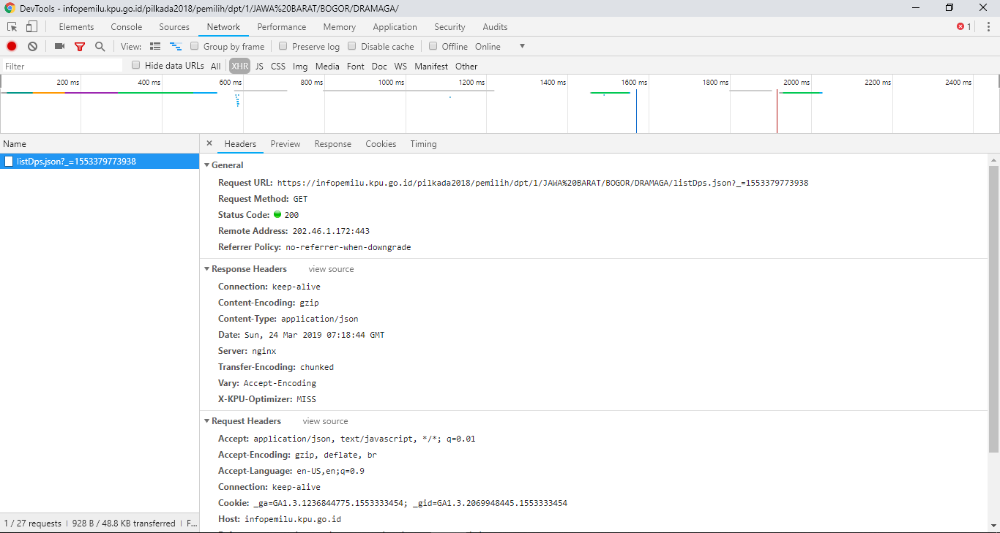 DevTools - infopemilu.kpu.go.id/pilkada2018/pemilih/dpt/1/JAWA%20BARAT/BOGOR/DRAMAGA/
Elements Console Sources Network Performance Memory Application Security Audits 1
View: Group by frame Preserve log Disable cache Offline Online
Filter Hide data URLs All XHR JS CSS Img Media Font Doc WS Manifest Other
200 ms 400 ms 600 ms 800 ms 1000 ms 1200 ms 1400 ms 1600 ms 1800 ms 2000 ms 2200 ms 2400 ms
Name
listDps.json?_=1553379773938
× Headers Preview Response Cookies Timing
General
Request URL: https://infopemilu.kpu.go.id/pilkada2018/pemilih/dpt/1/JAWA%20BARAT/BOGOR/DRAMAGA/listDps.json?_=1553379773938
Request Method: GET
Status Code: 200
Remote Address: 202.46.1.172:443
Referrer Policy: no-referrer-when-downgrade
Response Headers view source
Connection: keep-alive
Content-Encoding: gzip
Content-Type: application/json
Date: Sun, 24 Mar 2019 07:18:44 GMT
Server: nginx
Transfer-Encoding: chunked
Vary: Accept-Encoding
X-KPU-Optimizer: MISS
Request Headers view source
Accept: application/json, text/javascript, */*; q=0.01
Accept-Encoding: gzip, deflate, br
Accept-Language: en-US,en;q=0.9
Connection: keep-alive
Cookie: _ga=GA1.3.1236844775.1553333454; _gid=GA1.3.2069948445.1553333454
Host: infopemilu.kpu.go.id
1 / 27 requests | 928 B / 48.8 KB transferred | F...